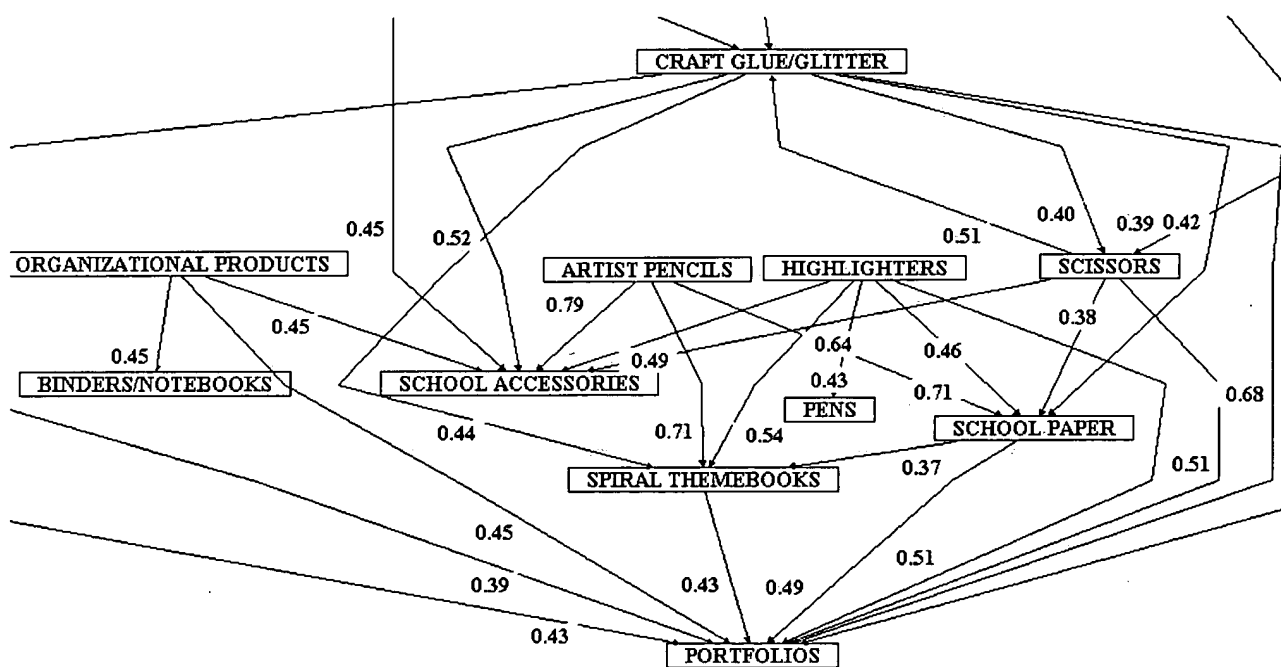 CRAFT GLUE/GLITTER
0.45
0.52
0.51
0.40
0.39
0.42
ORGANIZATIONAL PRODUCTS
ARTIST PENCILS
HIGHLIGHTERS
SCISSORS
0.45
0.79
0.38
0.45
0.49
0.64
0.46
BINDERS/NOTEBOOKS
SCHOOL ACCESSORIES
0.43
0.71
0.68
PENS
SCHOOL PAPER
0.44
0.71
0.54
0.37
0.51
SPIRAL THEMEBOOKS
0.45
0.51
0.39
0.43
0.49
0.43
PORTFOLIOS